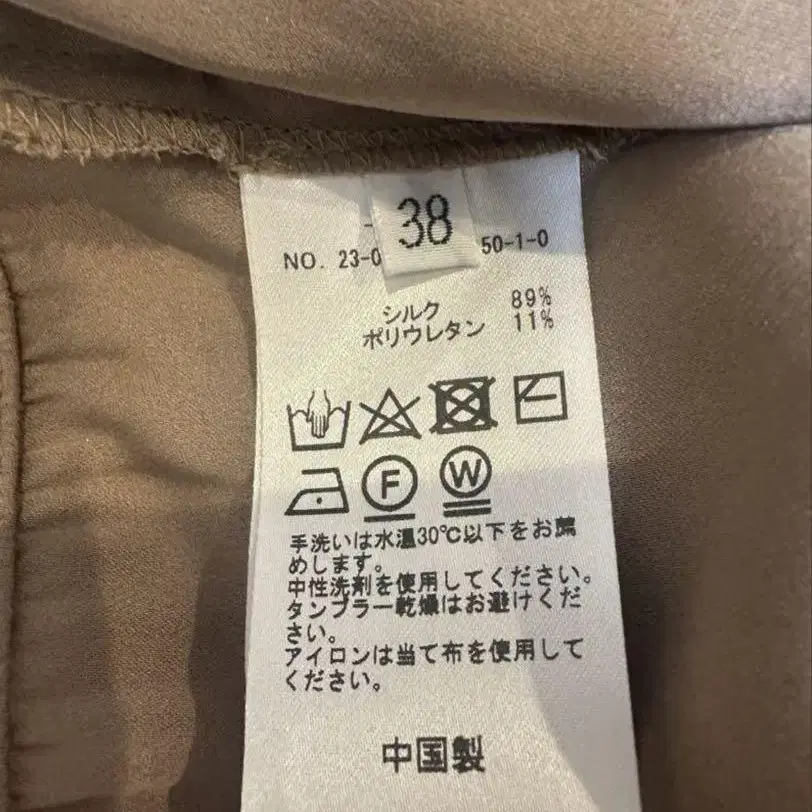 38
NO. 23-0 50-1-0
シルク 89%
ポリウレタン 11%
F W
手洗いは水温30℃以下をお薦
めします。
中性洗剤を使用してください。
タンブラー乾燥はお避けくだ
さい。
アイロンは当て布を使用して
ください。
中国製